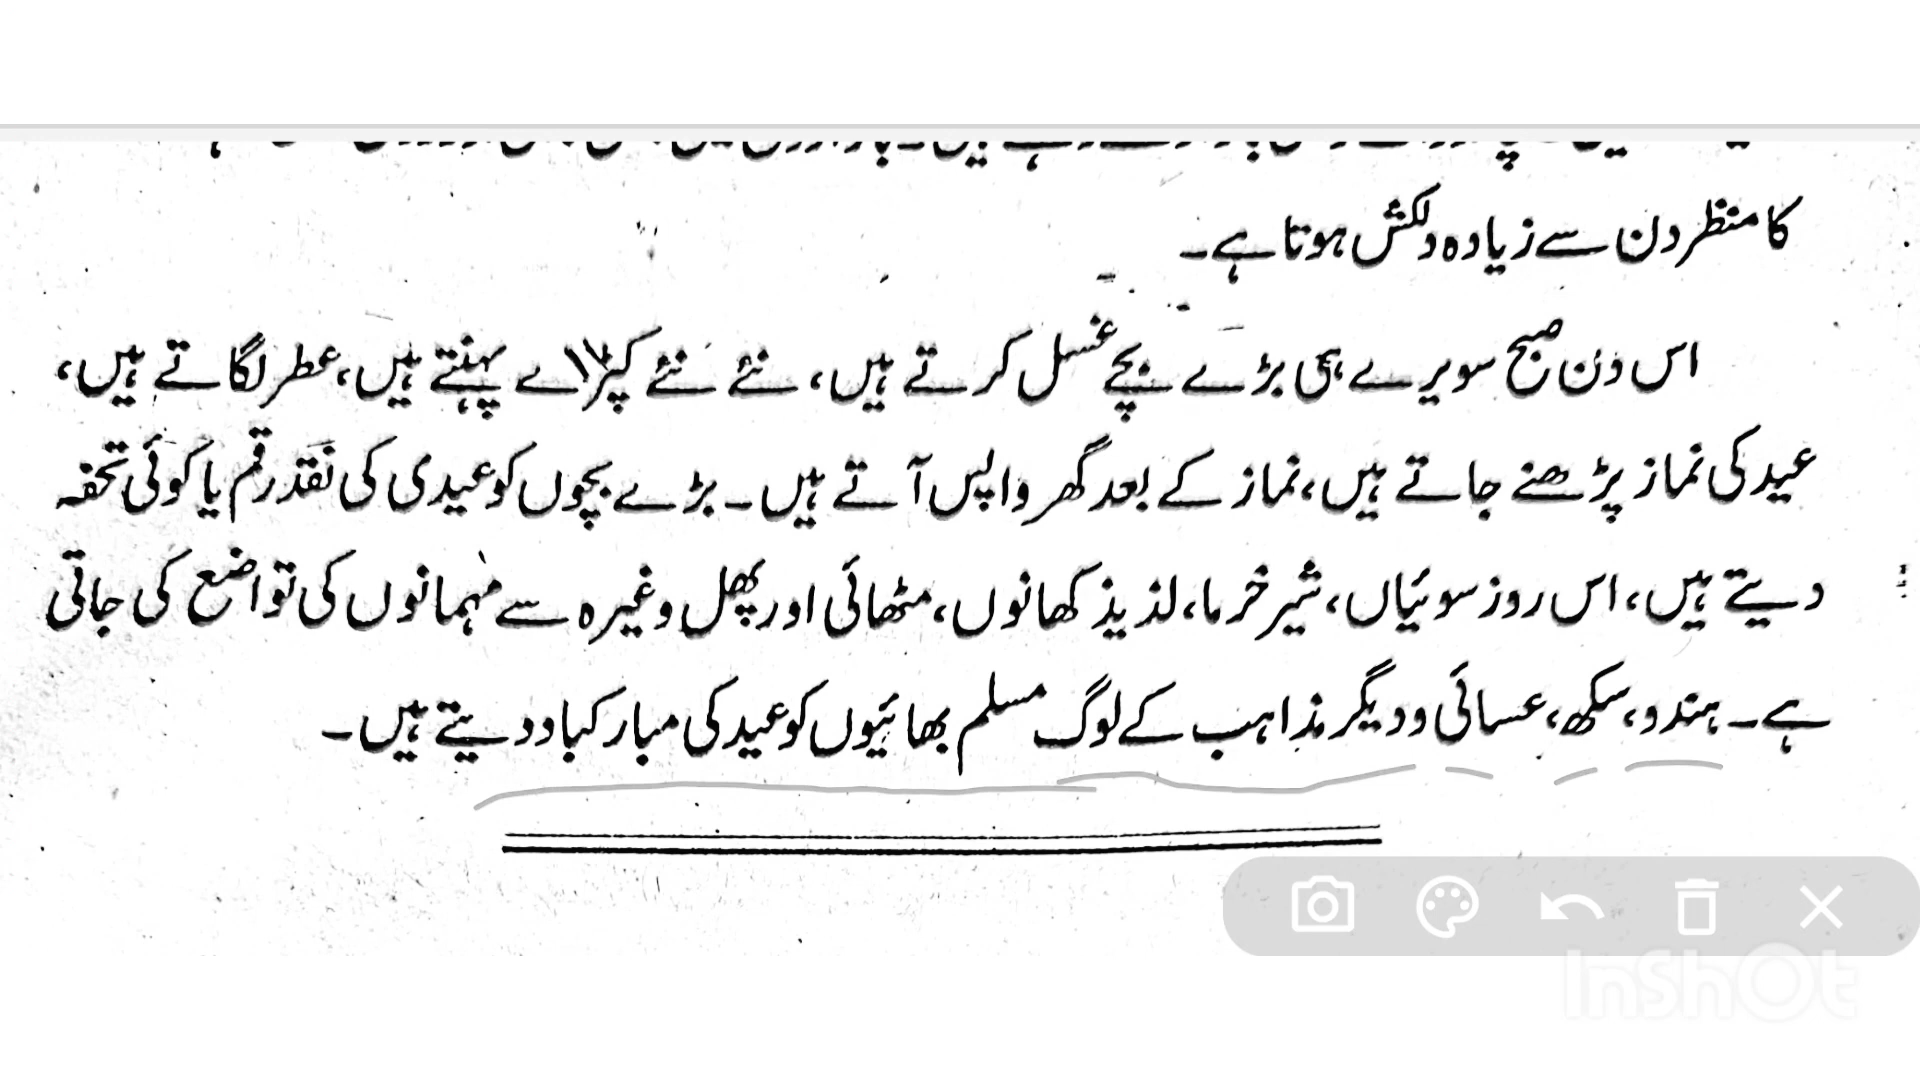 کا منظر دن سے زیادہ دلکش ہوتا ہے۔
اس دن صبح سویرے ہی بڑے بچے غسل کرتے ہیں، نئے نئے کپڑے پہنتے ہیں، عطر لگاتے ہیں،
عید کی نماز پڑھنے جاتے ہیں، نماز کے بعد گھر واپس آتے ہیں۔ بڑے بچوں کو عیدی کی نقد رقم یا کوئی تحفہ
دیتے ہیں، اس روز سوئیاں، شیر خرما، لذیذ کھانوں، مٹھائی اور پھل وغیرہ سے مہمانوں کی تواضع کی جاتی
ہے۔ ہندو، سکھ، عسائی و دیگر مذاہب کے لوگ مسلم بھائیوں کو عید کی مبارکباد دیتے ہیں۔
InShOt